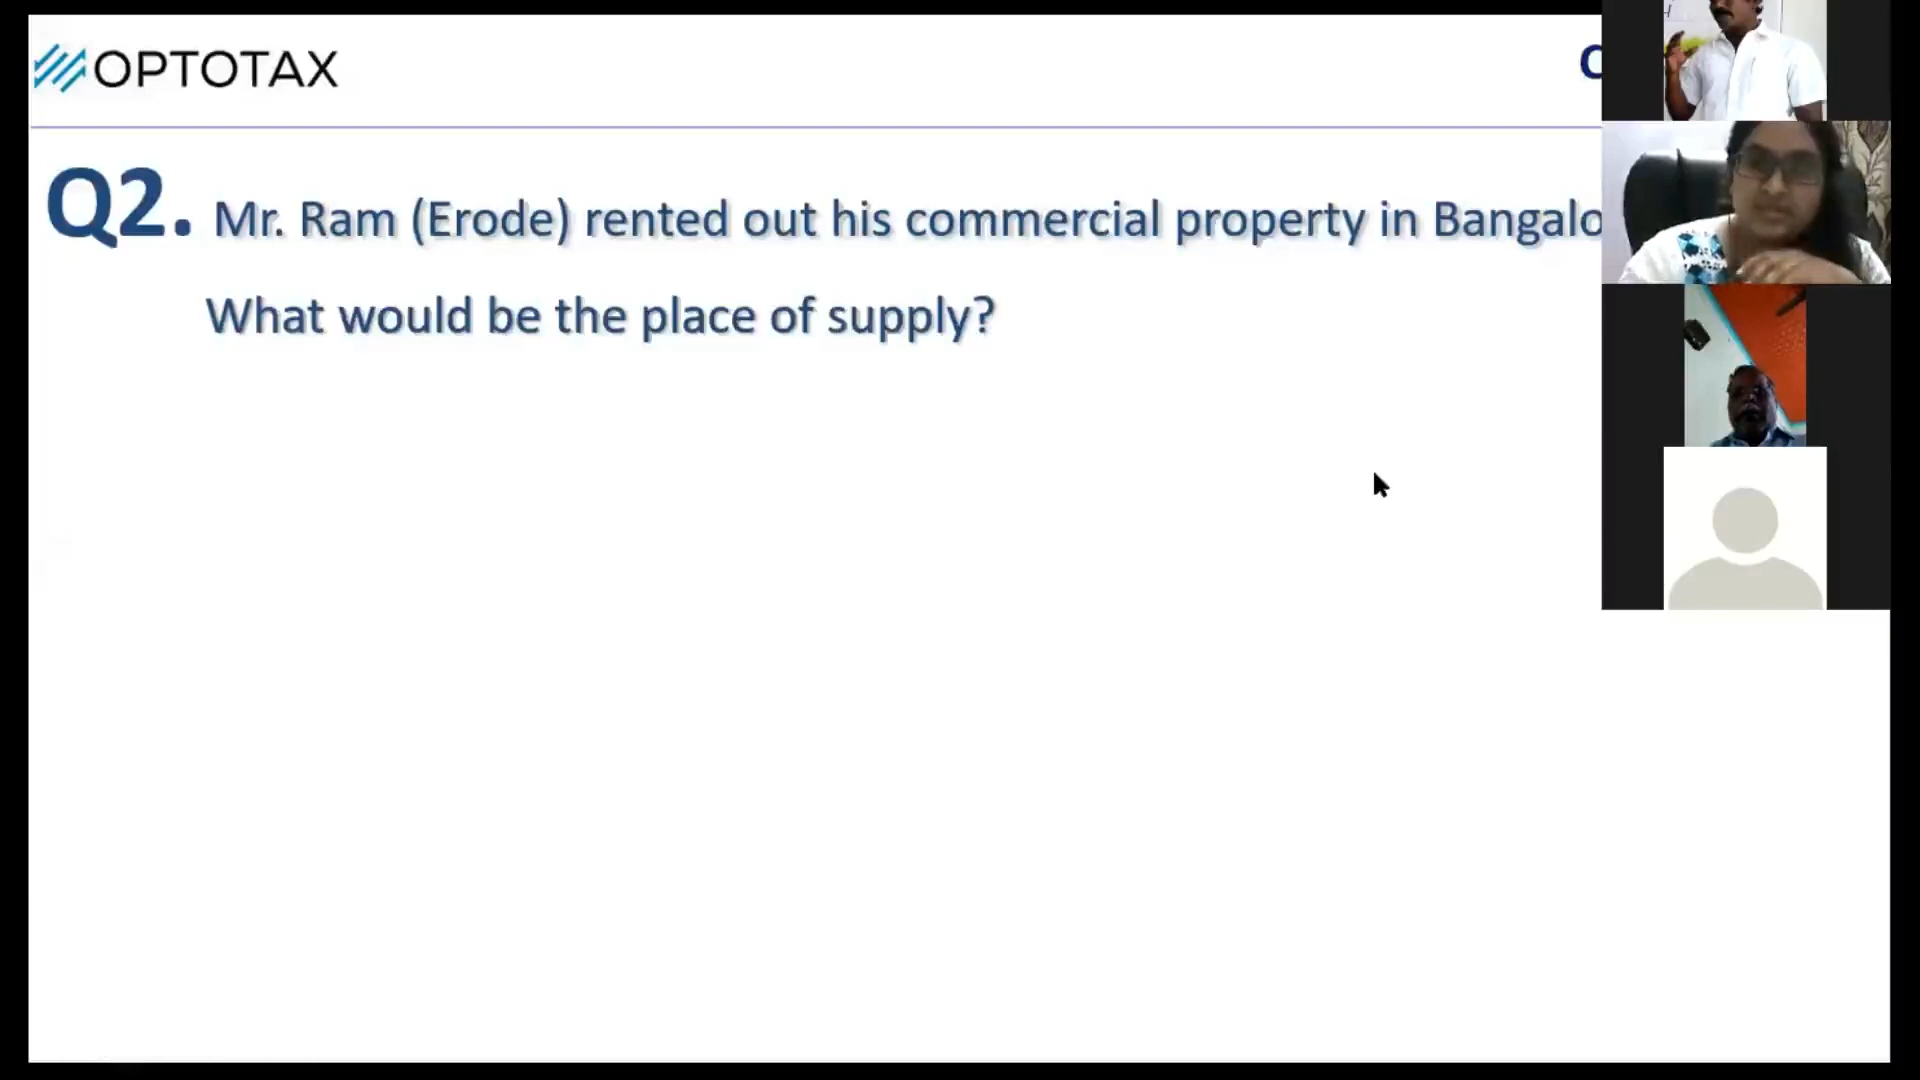 OPTOTAX
Q2. Mr. Ram (Erode) rented out his commercial property in Bangalo
What would be the place of supply?